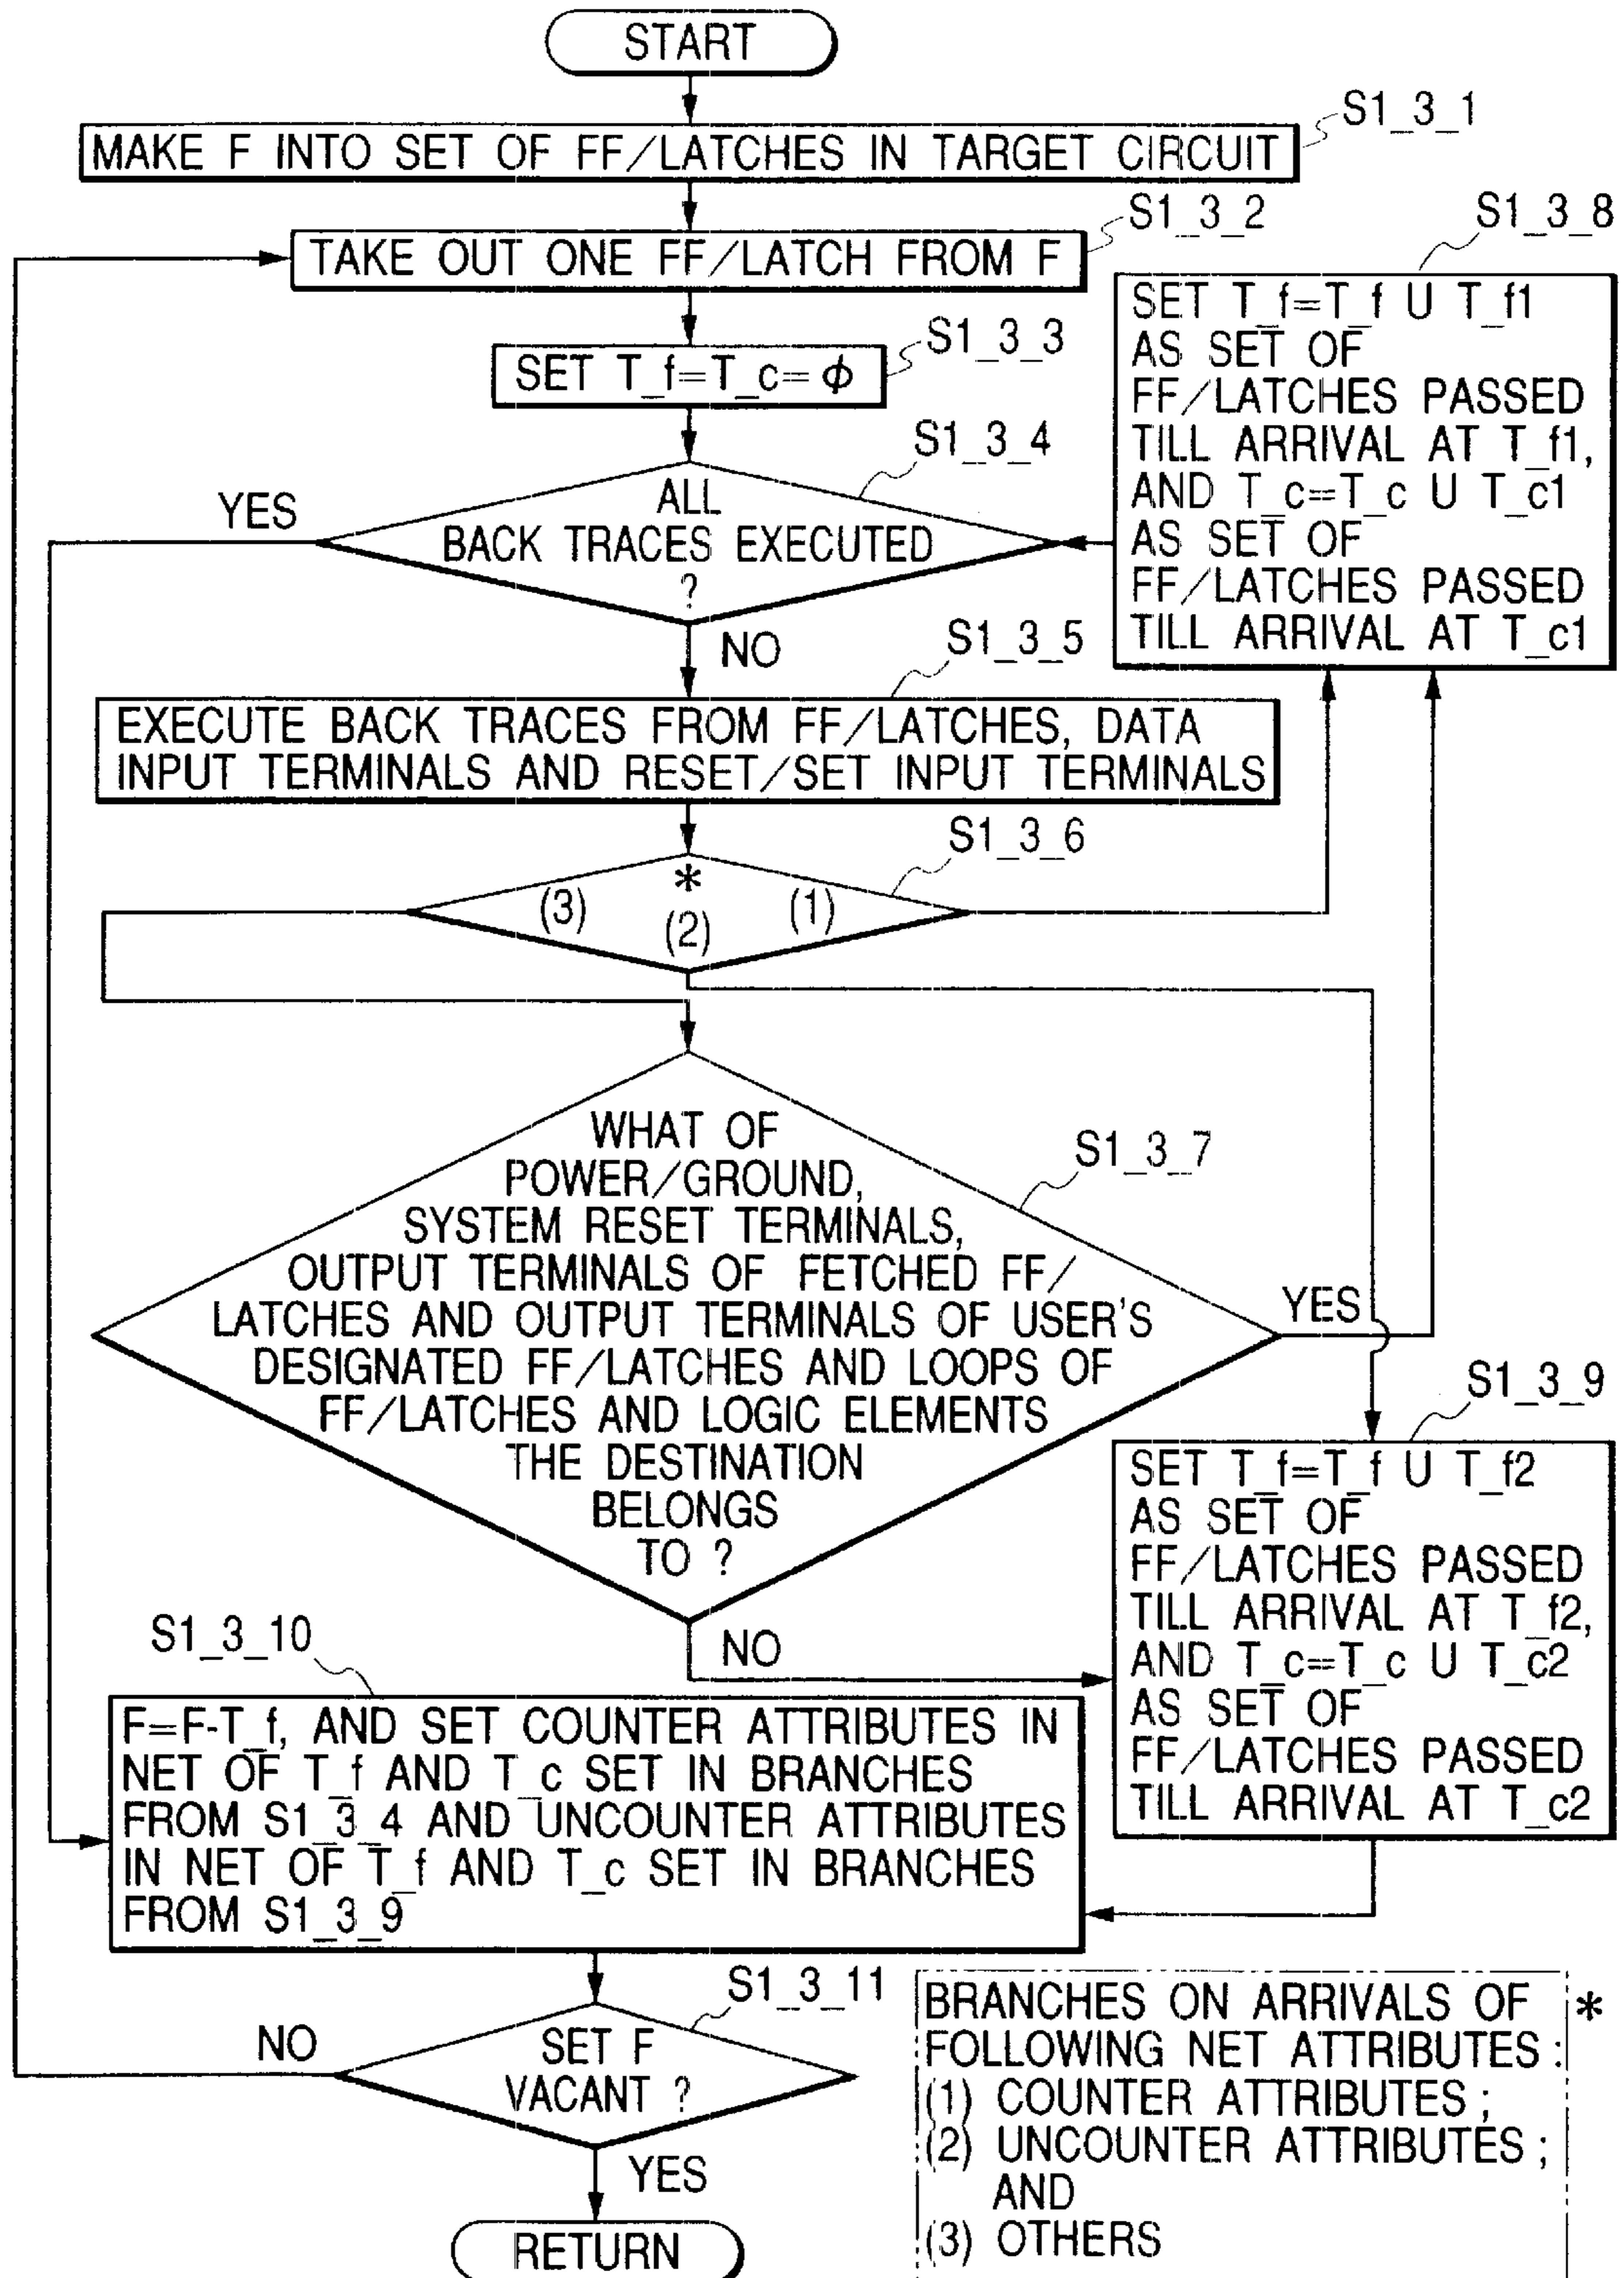 START
S1_3_1
MAKE F INTO SET OF FF/LATCHES IN TARGET CIRCUIT
S1_3_2
TAKE OUT ONE FF/LATCH FROM F
S1_3_3
SET T_f=T_c=ϕ
S1_3_4
ALL
BACK TRACES EXECUTED
?
YES
NO
S1_3_8
SET T_f=T_f U T_f1
AS SET OF
FF/LATCHES PASSED
TILL ARRIVAL AT T_f1,
AND T_c=T_c U T_c1
AS SET OF
FF/LATCHES PASSED
TILL ARRIVAL AT T_c1
S1_3_5
EXECUTE BACK TRACES FROM FF/LATCHES, DATA
INPUT TERMINALS AND RESET/SET INPUT TERMINALS
S1_3_6
*
(3) (2) (1)
S1_3_7
WHAT OF
POWER/GROUND,
SYSTEM RESET TERMINALS,
OUTPUT TERMINALS OF FETCHED FF/
LATCHES AND OUTPUT TERMINALS OF USER'S
DESIGNATED FF/LATCHES AND LOOPS OF
FF/LATCHES AND LOGIC ELEMENTS
THE DESTINATION
BELONGS
TO ?
YES
NO
S1_3_9
SET T_f=T_f U T_f2
AS SET OF
FF/LATCHES PASSED
TILL ARRIVAL AT T_f2,
AND T_c=T_c U T_c2
AS SET OF
FF/LATCHES PASSED
TILL ARRIVAL AT T_c2
S1_3_10
F=F-T_f, AND SET COUNTER ATTRIBUTES IN
NET OF T_f AND T_c SET IN BRANCHES
FROM S1_3_4 AND UNCOUNTER ATTRIBUTES
IN NET OF T_f AND T_c SET IN BRANCHES
FROM S1_3_9
S1_3_11
SET F
VACANT ?
NO
YES
RETURN
BRANCHES ON ARRIVALS OF *
FOLLOWING NET ATTRIBUTES :
(1) COUNTER ATTRIBUTES ;
(2) UNCOUNTER ATTRIBUTES ;
AND
(3) OTHERS